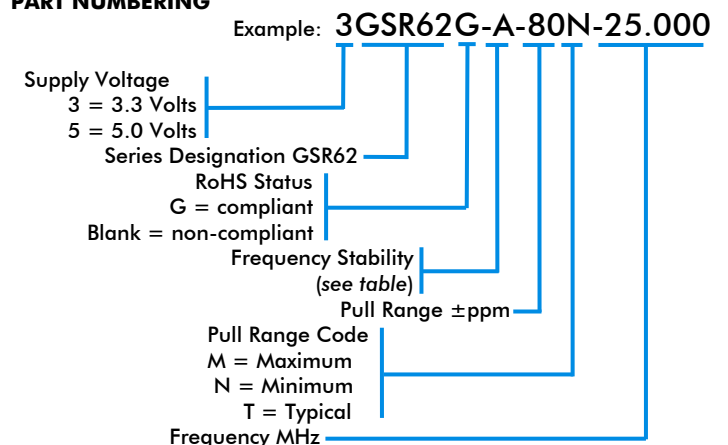 PART NUMBERING
Example: 3GSR62G-A-80N-25.000
Supply Voltage
3 = 3.3 Volts
5 = 5.0 Volts
Series Designation GSR62
RoHS Status
G = compliant
Blank = non-compliant
Frequency Stability
(see table)
Pull Range ±ppm
Pull Range Code
M = Maximum
N = Minimum
T = Typical
Frequency MHz